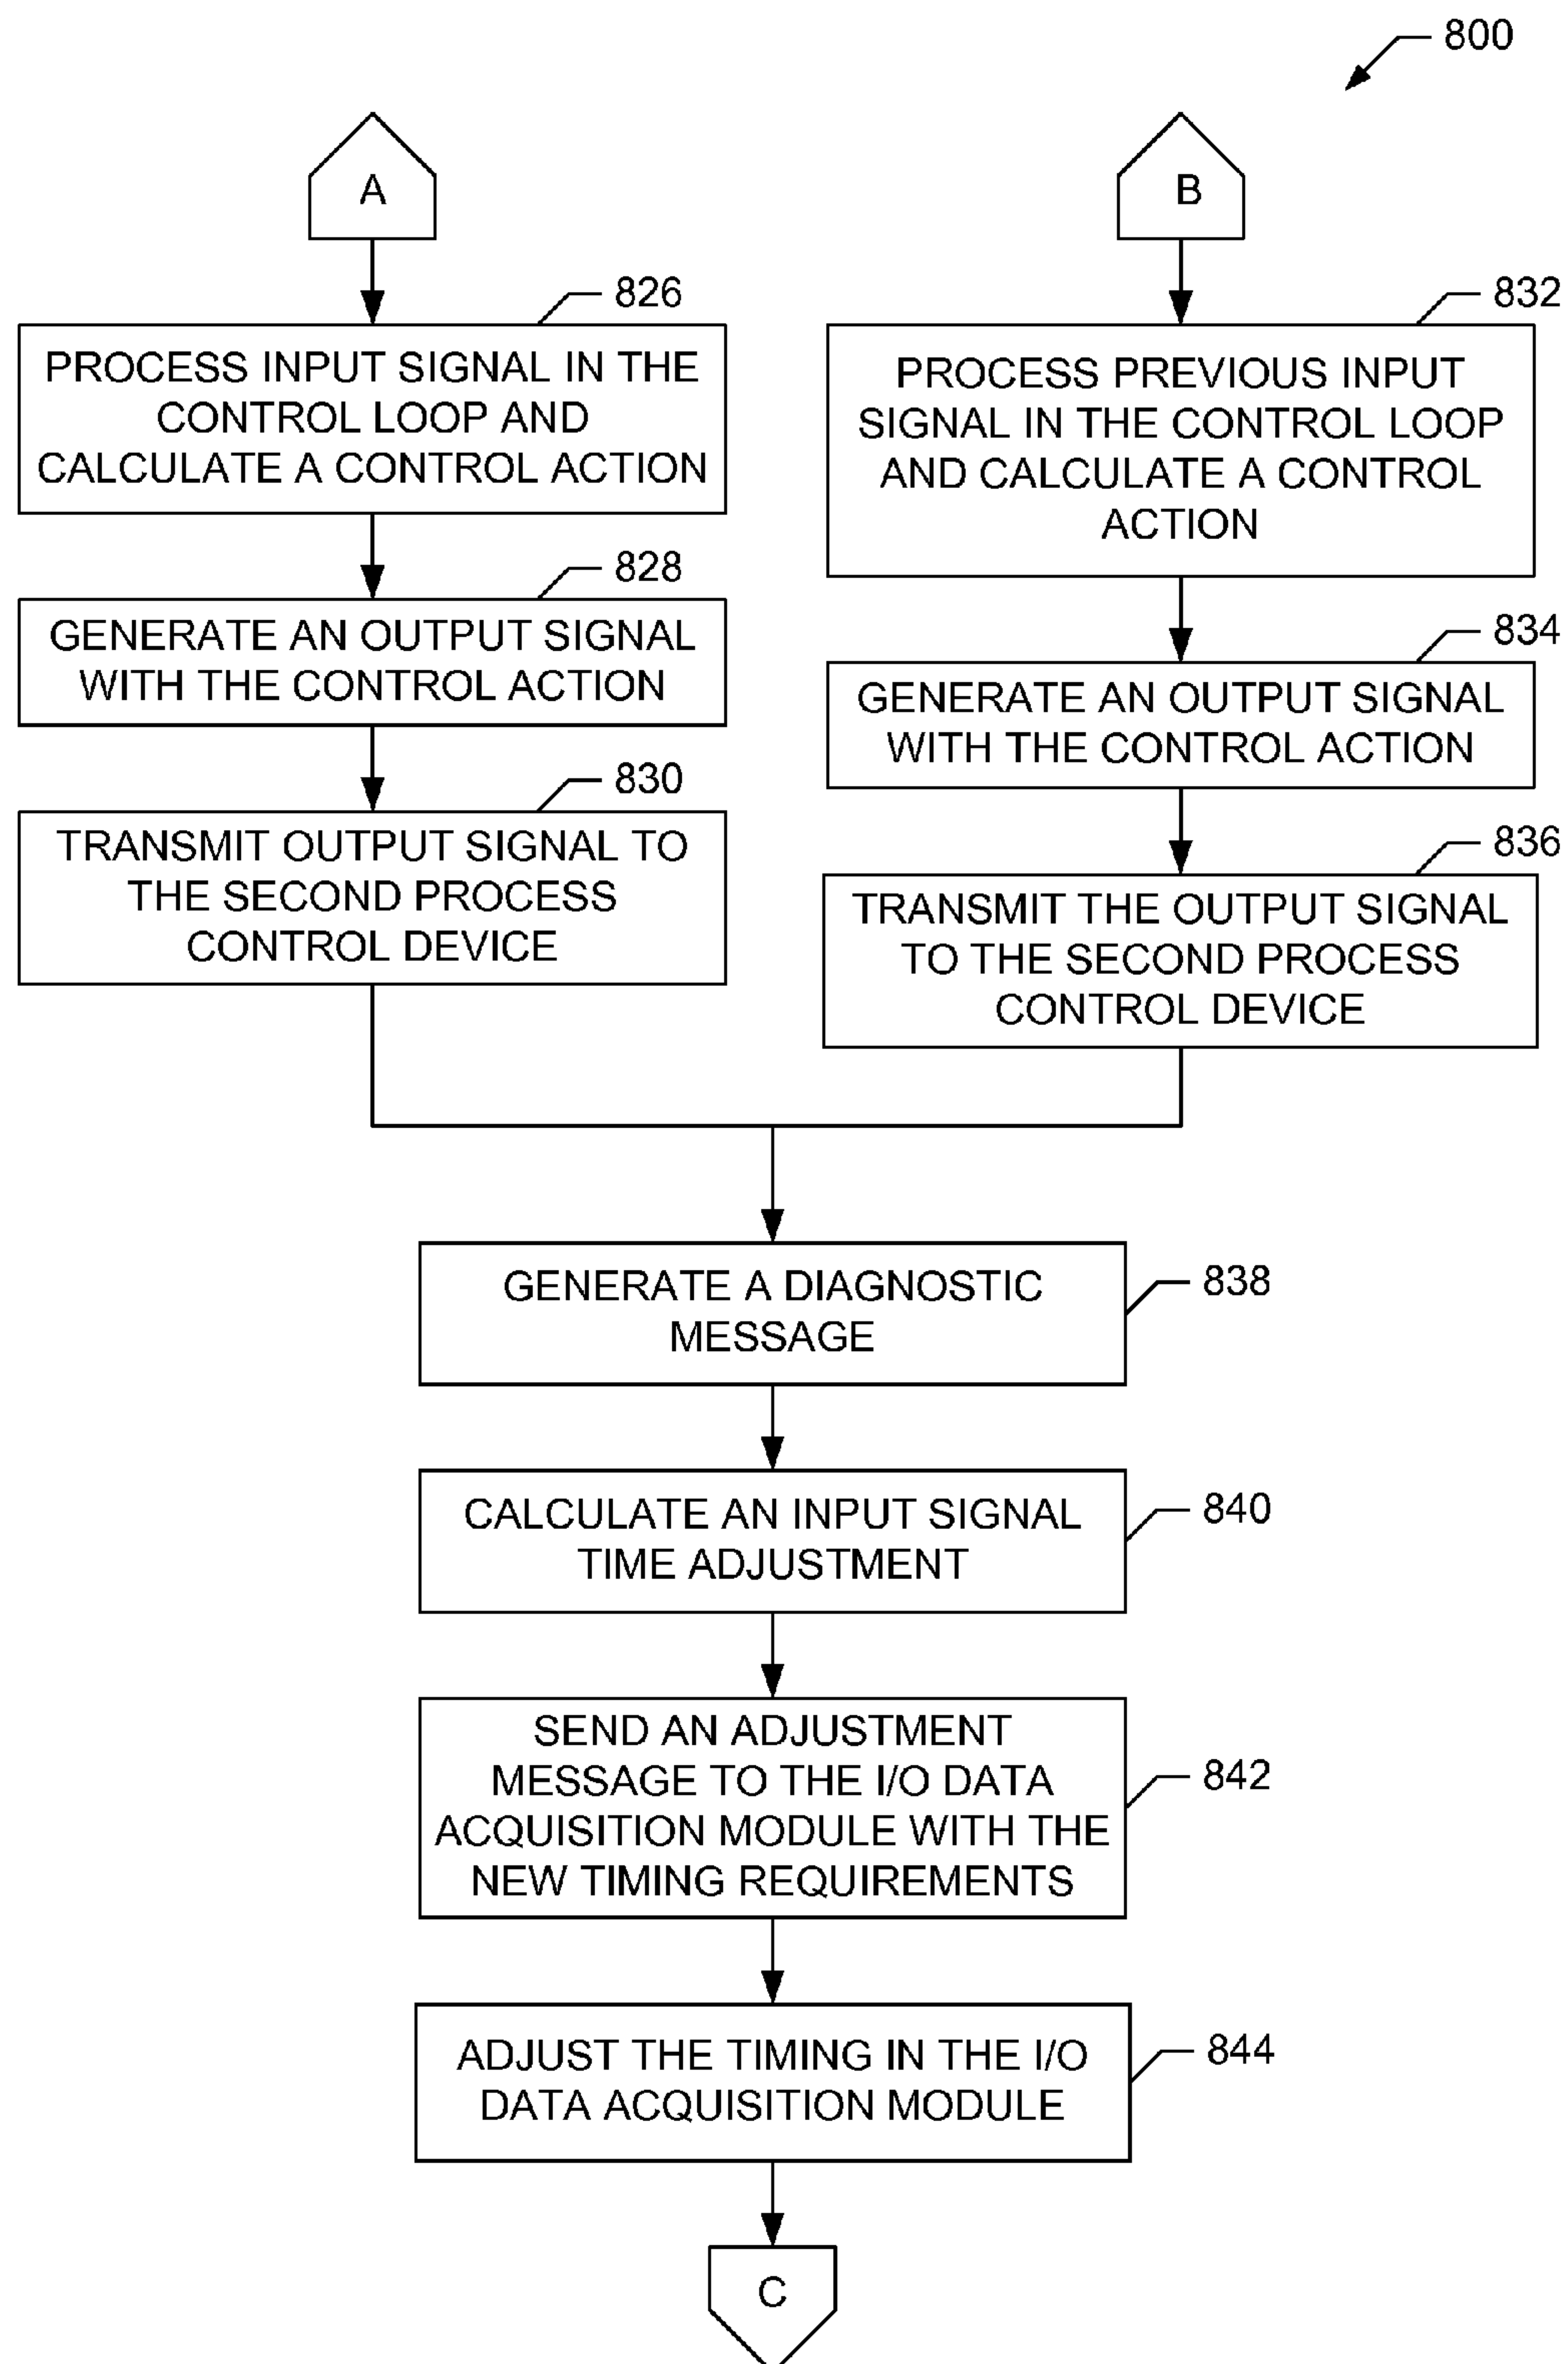 800
A
826
PROCESS INPUT SIGNAL IN THE
CONTROL LOOP AND
CALCULATE A CONTROL ACTION
828
GENERATE AN OUTPUT SIGNAL
WITH THE CONTROL ACTION
830
TRANSMIT OUTPUT SIGNAL TO
THE SECOND PROCESS
CONTROL DEVICE
B
832
PROCESS PREVIOUS INPUT
SIGNAL IN THE CONTROL LOOP
AND CALCULATE A CONTROL
ACTION
834
GENERATE AN OUTPUT SIGNAL
WITH THE CONTROL ACTION
836
TRANSMIT THE OUTPUT SIGNAL
TO THE SECOND PROCESS
CONTROL DEVICE
GENERATE A DIAGNOSTIC
MESSAGE
838
CALCULATE AN INPUT SIGNAL
TIME ADJUSTMENT
840
SEND AN ADJUSTMENT
MESSAGE TO THE I/O DATA
ACQUISITION MODULE WITH THE
NEW TIMING REQUIREMENTS
842
ADJUST THE TIMING IN THE I/O
DATA ACQUISITION MODULE
844
C